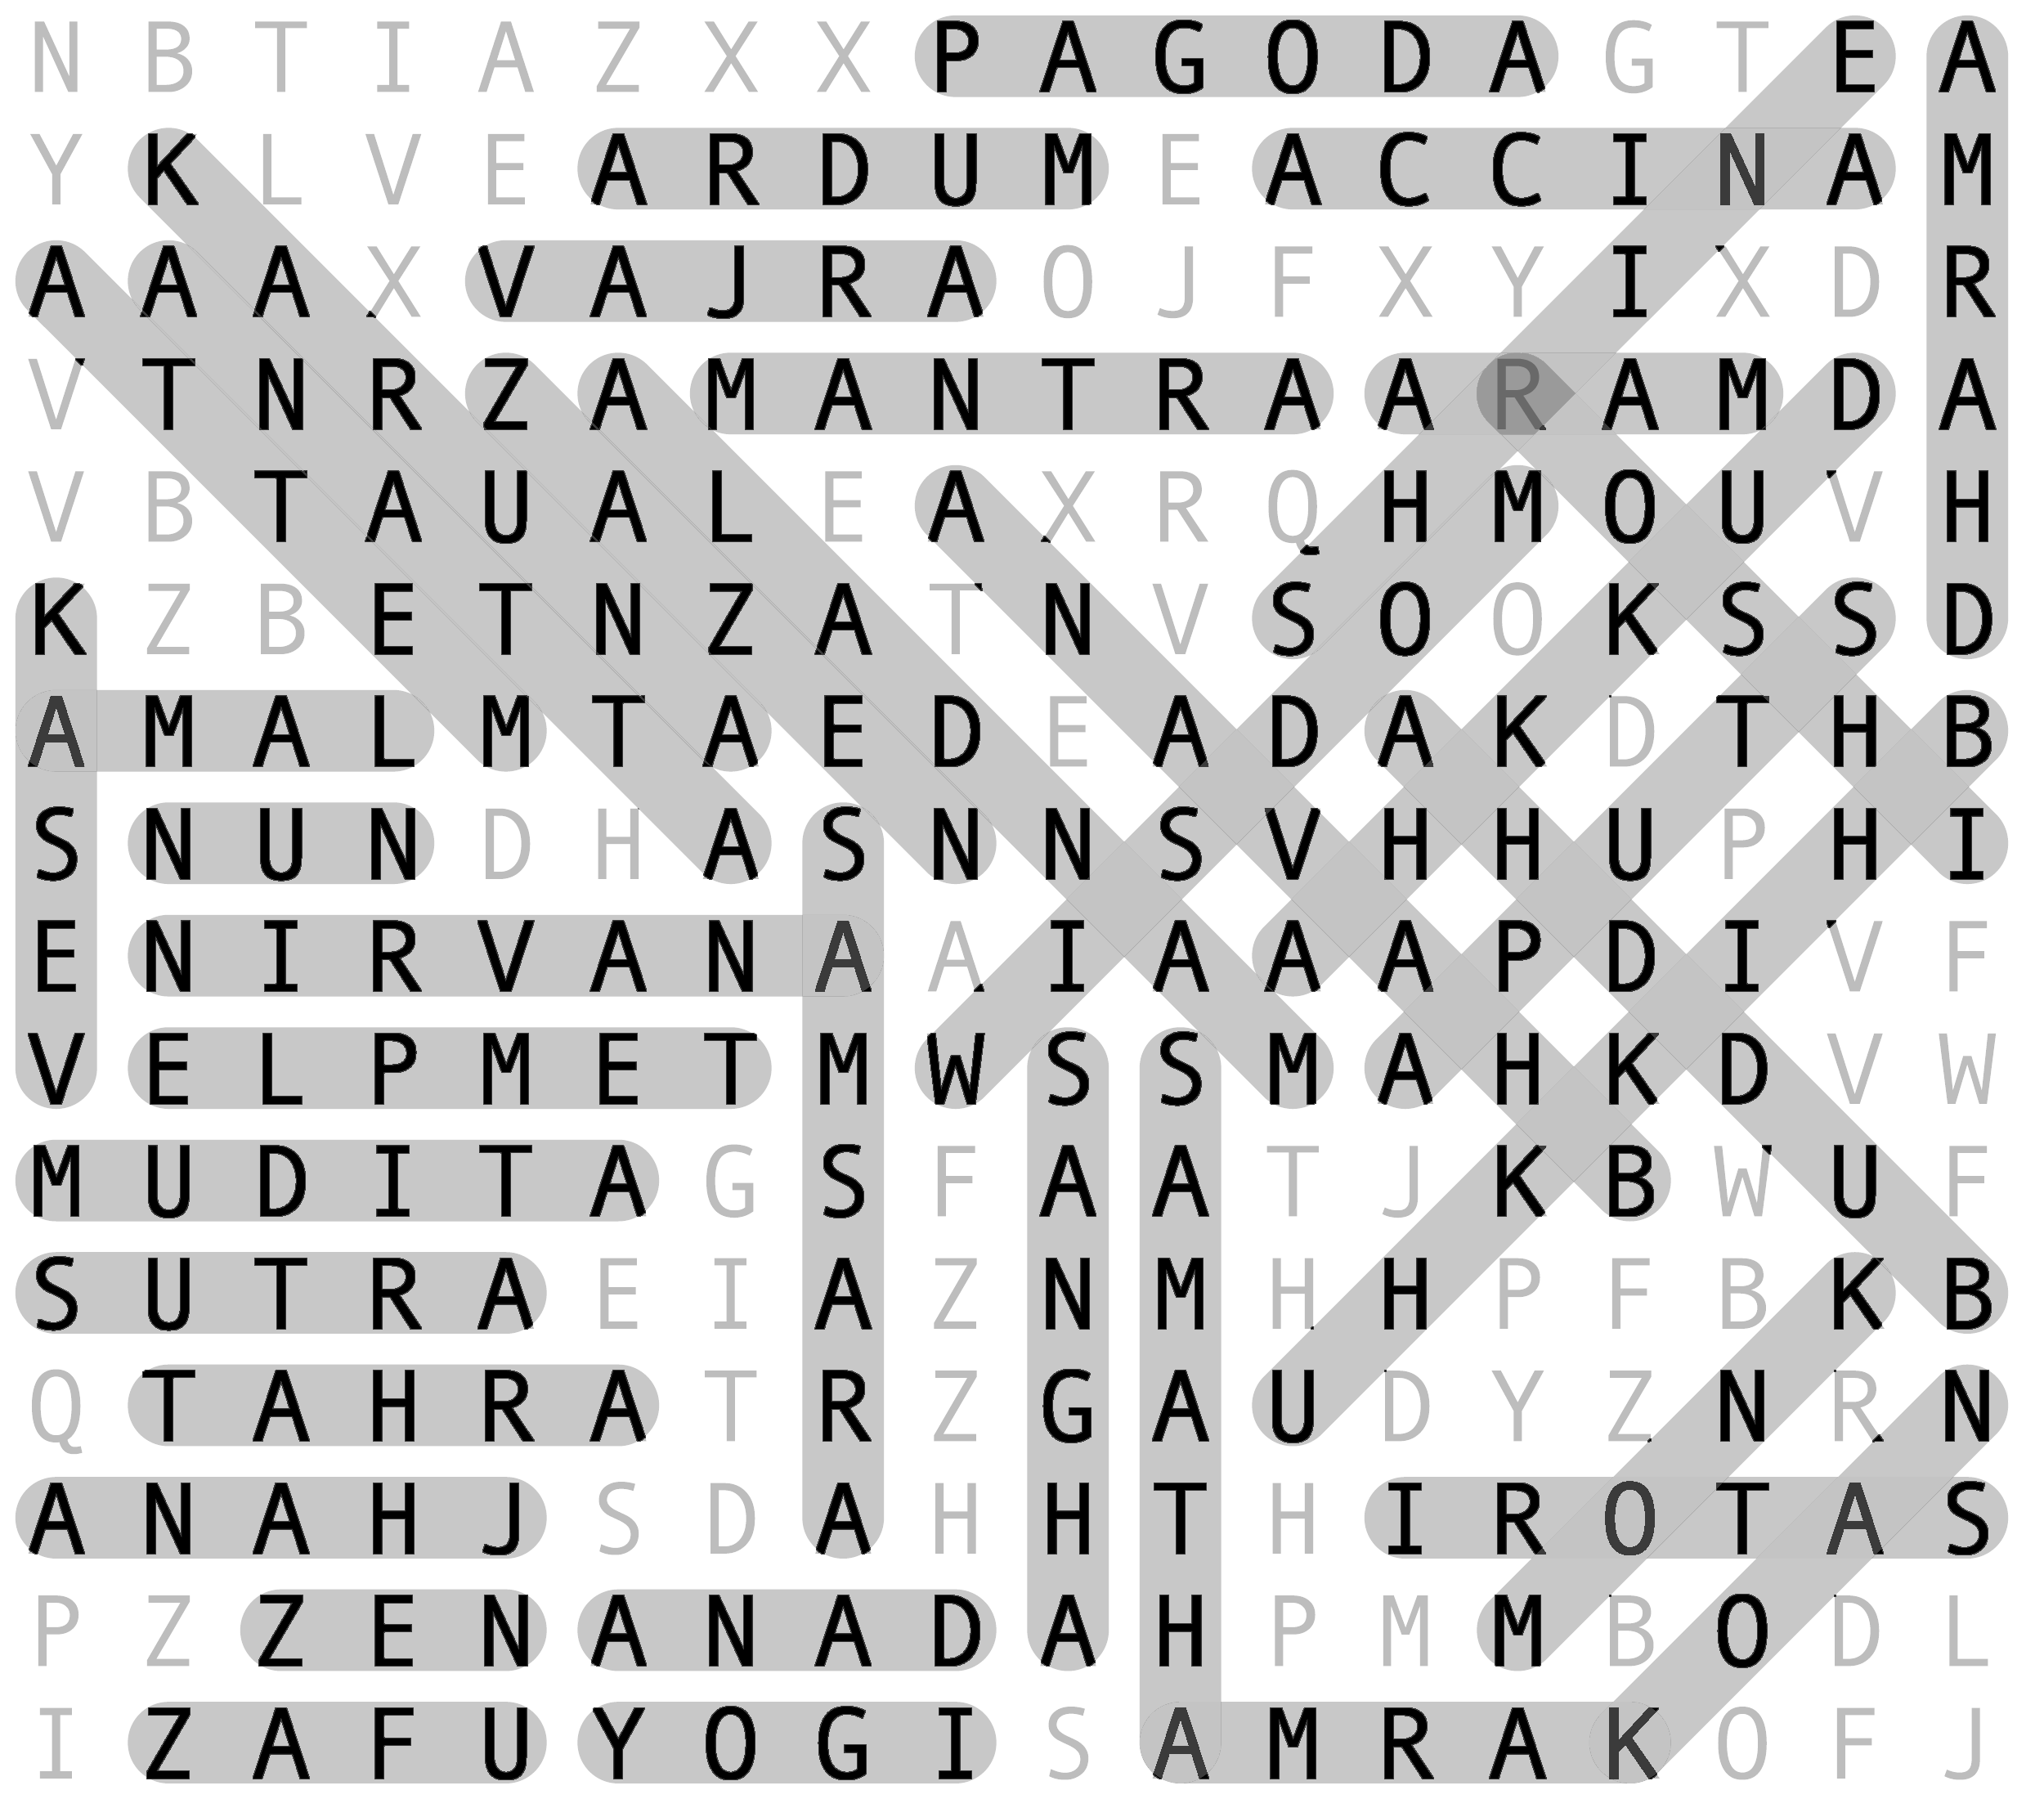 N B T I A Z X X P A G O D A G T E A
Y K L V E A R D U M E A C C I N A M
A A A X V A J R A O J F X Y I X D R
V T N R Z A M A N T R A A R A M D A
V B T A U A L E A X R Q H M O U V H
K Z B E T N Z A T N V S O O K S S D
A M A L M T A E D E A D A K D T H B
S N U N D H A S N N S V H H U P H I
E N I R V A N A A I A A A P D I V F
V E L P M E T M W S S M A H K D V W
M U D I T A G S F A A T J K B W U F
S U T R A E I A Z N M H H P F B K B
Q T A H R A T R Z G A U D Y Z N R N
A N A H J S D A H H T H I R O T A S
P Z Z E N A N A D A H P M M B O D L
I Z A F U Y O G I S A M R A K O F J